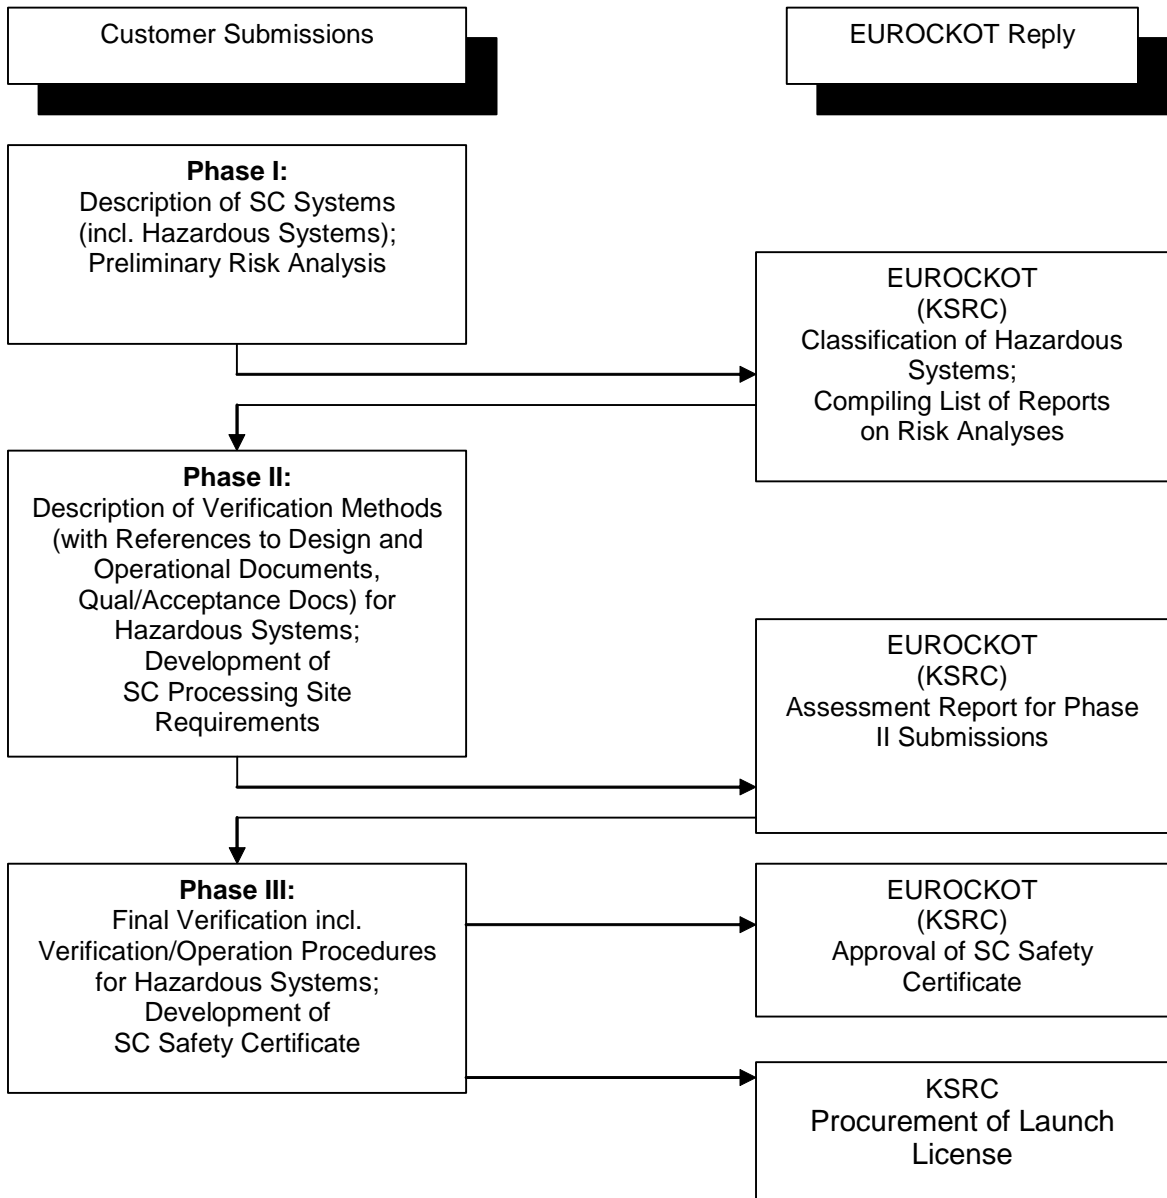 Customer Submissions
EUROCKOT Reply
Phase I:
Description of SC Systems
(incl. Hazardous Systems);
Preliminary Risk Analysis
EUROCKOT
(KSRC)
Classification of Hazardous
Systems;
Compiling List of Reports
on Risk Analyses
Phase II:
Description of Verification Methods
(with References to Design and
Operational Documents,
Qual/Acceptance Docs) for
Hazardous Systems;
Development of
SC Processing Site
Requirements
EUROCKOT
(KSRC)
Assessment Report for Phase
II Submissions
Phase III:
Final Verification incl.
Verification/Operation Procedures
for Hazardous Systems;
Development of
SC Safety Certificate
EUROCKOT
(KSRC)
Approval of SC Safety
Certificate
KSRC
Procurement of Launch
License